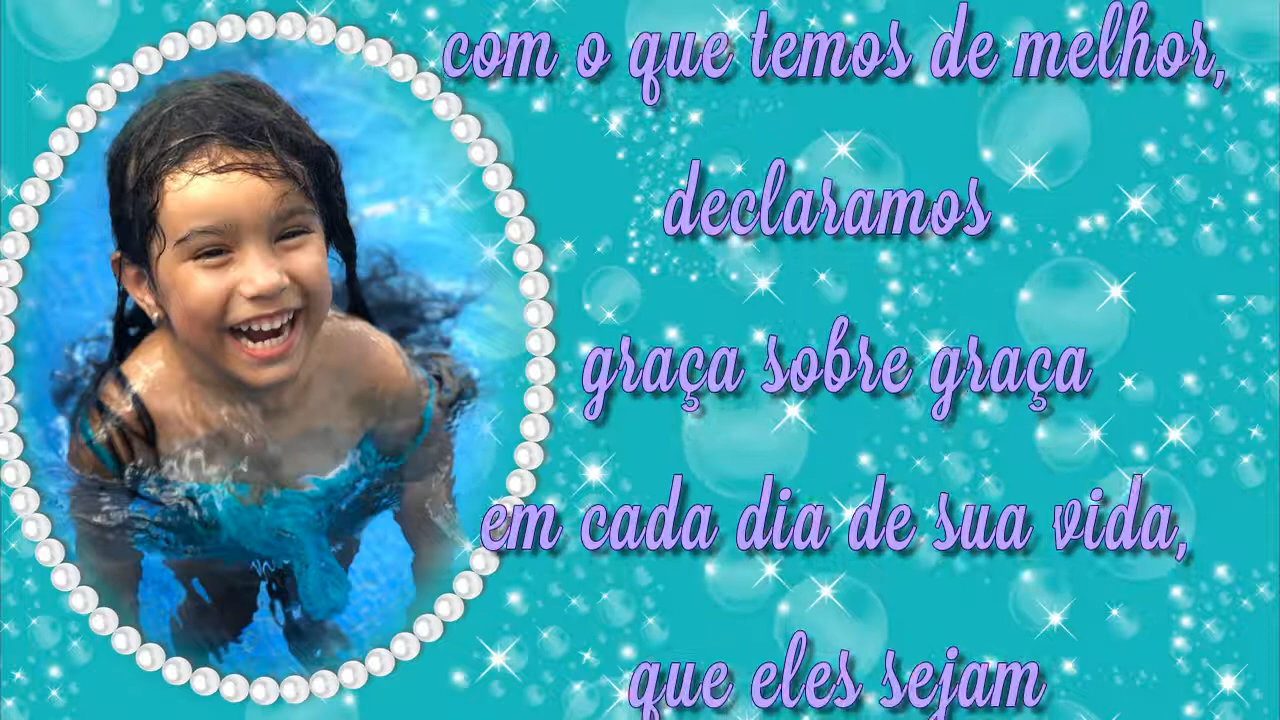 com o que temos de melhor,
declaramos
graça sobre graça
em cada dia de sua vida,
que eles sejam